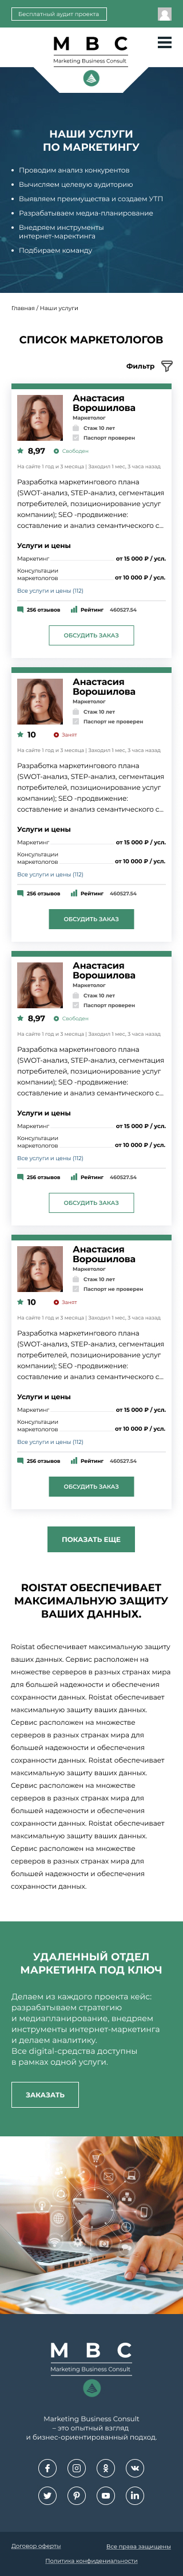 Бесплатный аудит проекта
MBC
Marketing Business Consult
НАШИ УСЛУГИ
ПО МАРКЕТИНГУ
Проводим анализ конкурентов
Вычисляем целевую аудиторию
Выявляем преимущества и создаем УТП
Разрабатываем медиа-планирование
Внедряем инструменты
интернет-маркетинга
Подбираем команду
Главная / Наши услуги
СПИСОК МАРКЕТОЛОГОВ
Фильтр
Анастасия
Ворошилова
Маркетолог
Стаж 10 лет
Паспорт проверен
8,97 Свободен
На сайте 1 год и 3 месяца | Заходил 1 мес, 3 часа назад
Разработка маркетингового плана
(SWOT-анализ, STEP-ализ, сегментация
потребителей, позиционирование услуг
компании); SEO -продвижение:
составление и анализ семантического с...
Услуги и цены
Маркетинг от 15 000 ₽ / усл.
Консультации
маркетологов от 10 000 ₽ / усл.
Все услуги и цены (112)
256 отзывов Рейтинг 460527.54
ОБСУДИТЬ ЗАКАЗ
Анастасия
Ворошилова
Маркетолог
Стаж 10 лет
Паспорт не проверен
10 Занят
На сайте 1 год и 3 месяца | Заходил 1 мес, 3 часа назад
Разработка маркетингового плана
(SWOT-анализ, STEP-ализ, сегментация
потребителей, позиционирование услуг
компании); SEO -продвижение:
составление и анализ семантического с...
Услуги и цены
Маркетинг от 15 000 ₽ / усл.
Консультации
маркетологов от 10 000 ₽ / усл.
Все услуги и цены (112)
256 отзывов Рейтинг 460527.54
ОБСУДИТЬ ЗАКАЗ
Анастасия
Ворошилова
Маркетолог
Стаж 10 лет
Паспорт проверен
8,97 Свободен
На сайте 1 год и 3 месяца | Заходил 1 мес, 3 часа назад
Разработка маркетингового плана
(SWOT-анализ, STEP-ализ, сегментация
потребителей, позиционирование услуг
компании); SEO -продвижение:
составление и анализ семантического с...
Услуги и цены
Маркетинг от 15 000 ₽ / усл.
Консультации
маркетологов от 10 000 ₽ / усл.
Все услуги и цены (112)
256 отзывов Рейтинг 460527.54
ОБСУДИТЬ ЗАКАЗ
Анастасия
Ворошилова
Маркетолог
Стаж 10 лет
Паспорт не проверен
10 Занят
На сайте 1 год и 3 месяца | Заходил 1 мес, 3 часа назад
Разработка маркетингового плана
(SWOT-анализ, STEP-ализ, сегментация
потребителей, позиционирование услуг
компании); SEO -продвижение:
составление и анализ семантического с...
Услуги и цены
Маркетинг от 15 000 ₽ / усл.
Консультации
маркетологов от 10 000 ₽ / усл.
Все услуги и цены (112)
256 отзывов Рейтинг 460527.54
ОБСУДИТЬ ЗАКАЗ
ПОКАЗАТЬ ЕЩЕ
ROISTAT ОБЕСПЕЧИВАЕТ
МАКСИМАЛЬНУЮ ЗАЩИТУ
ВАШИХ ДАННЫХ.
Roistat обеспечивает максимальную защиту
ваших данных. Сервис расположен на
множестве серверов в разных странах мира
для большей надежности и обеспечения
сохранности данных. Roistat обеспечивает
максимальную защиту ваших данных.
Сервис расположен на множестве
серверов в разных странах мира для
большей надежности и обеспечения
сохранности данных. Roistat обеспечивает
максимальную защиту ваших данных.
Сервис расположен на множестве
серверов в разных странах мира для
большей надежности и обеспечения
сохранности данных. Roistat обеспечивает
максимальную защиту ваших данных.
Сервис расположен на множестве
серверов в разных странах мира для
большей надежности и обеспечения
сохранности данных.
УДАЛЕННЫЙ ОТДЕЛ
МАРКЕТИНГА ПОД КЛЮЧ
Делаем из каждого проекта кейс:
разрабатываем стратегию
и медиапланирование, внедряем
инструменты интернет-маркетинга
и делаем аналитику.
Все digital-средства доступны
в рамках одной услуги.
ЗАКАЗАТЬ
MBC
Marketing Business Consult
Marketing Business Consult
– это опытный взгляд
и бизнес-ориентированный подход.
Договор оферты Все права защищены
Политика конфиденциальности